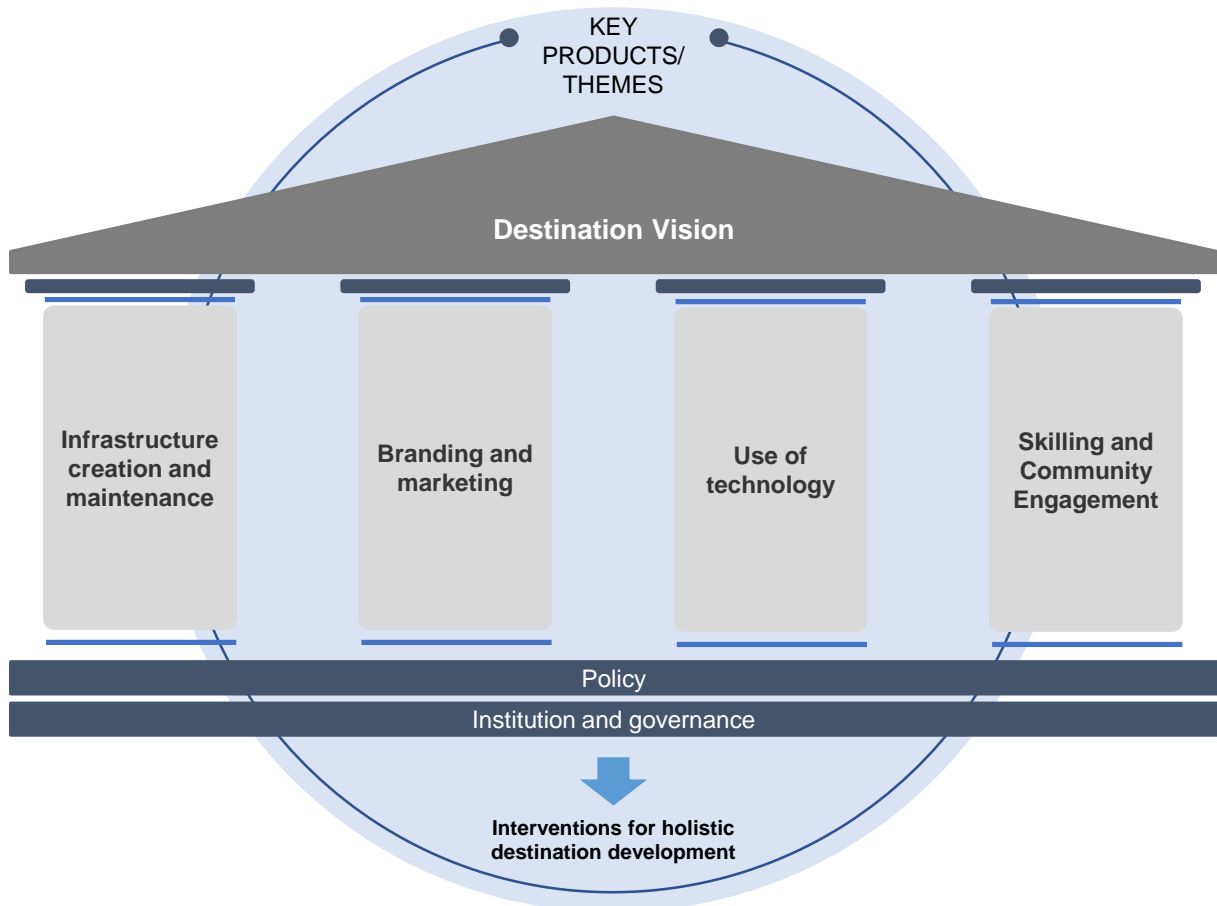 KEY
PRODUCTS/
THEMES
Destination Vision
Infrastructure
creation and
maintenance
Branding and
marketing
Use of
technology
Skilling and
Community
Engagement
Policy
Institution and governance
Interventions for holistic
destination development